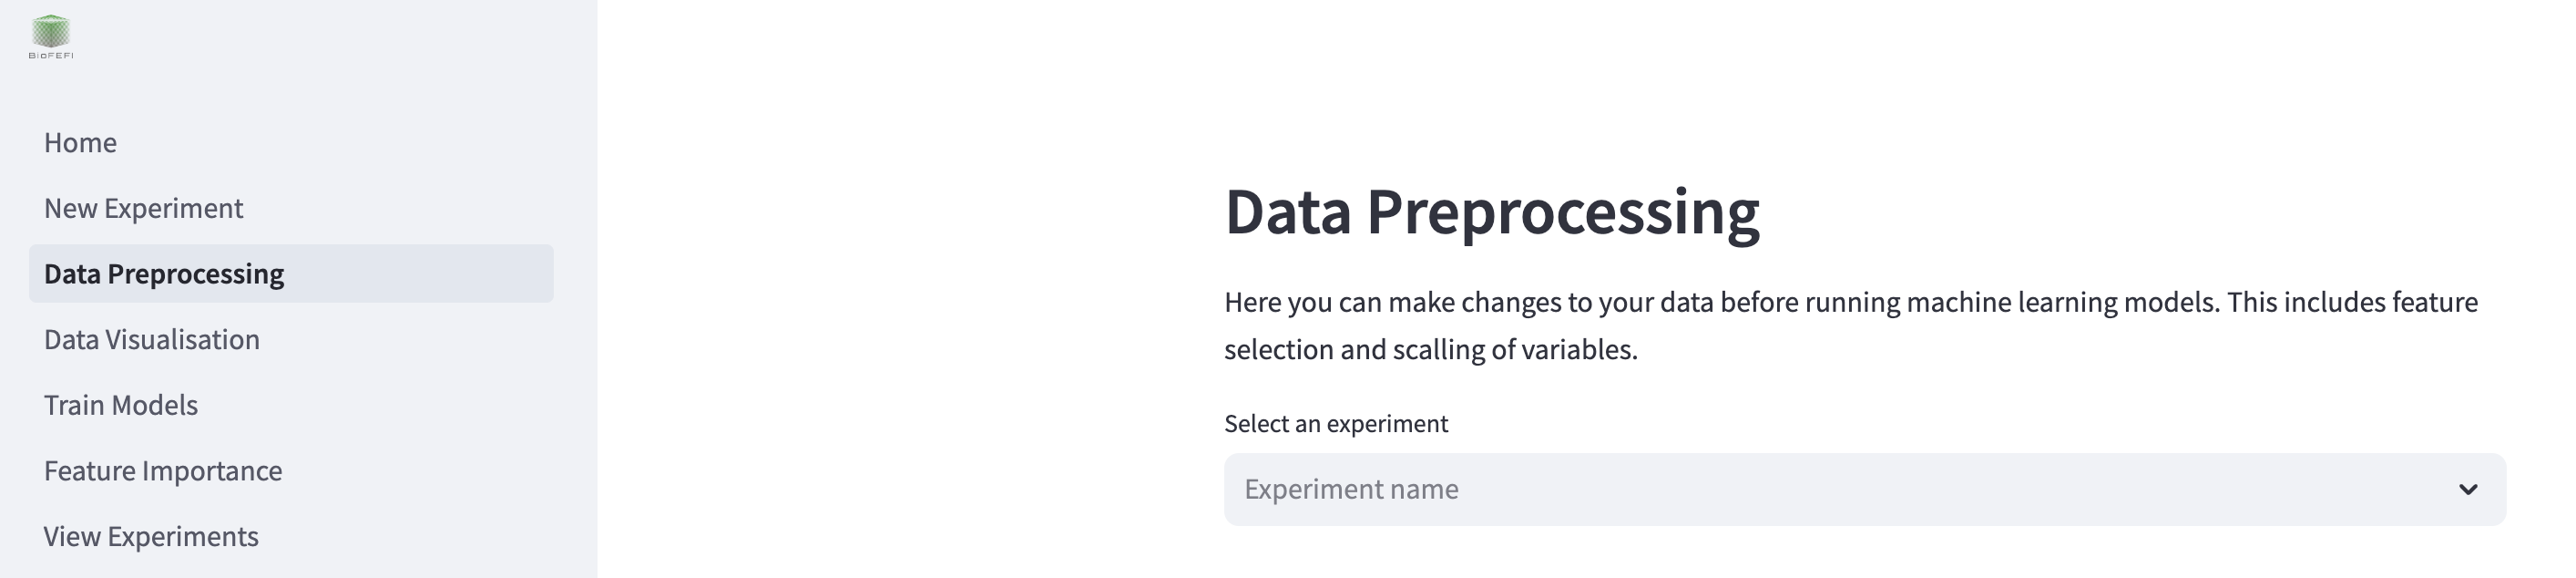 BioFEFI
Home
New Experiment
Data Preprocessing
Data Visualisation
Train Models
Feature Importance
View Experiments
Data Preprocessing
Here you can make changes to your data before running machine learning models. This includes feature
selection and scalling of variables.
Select an experiment
Experiment name